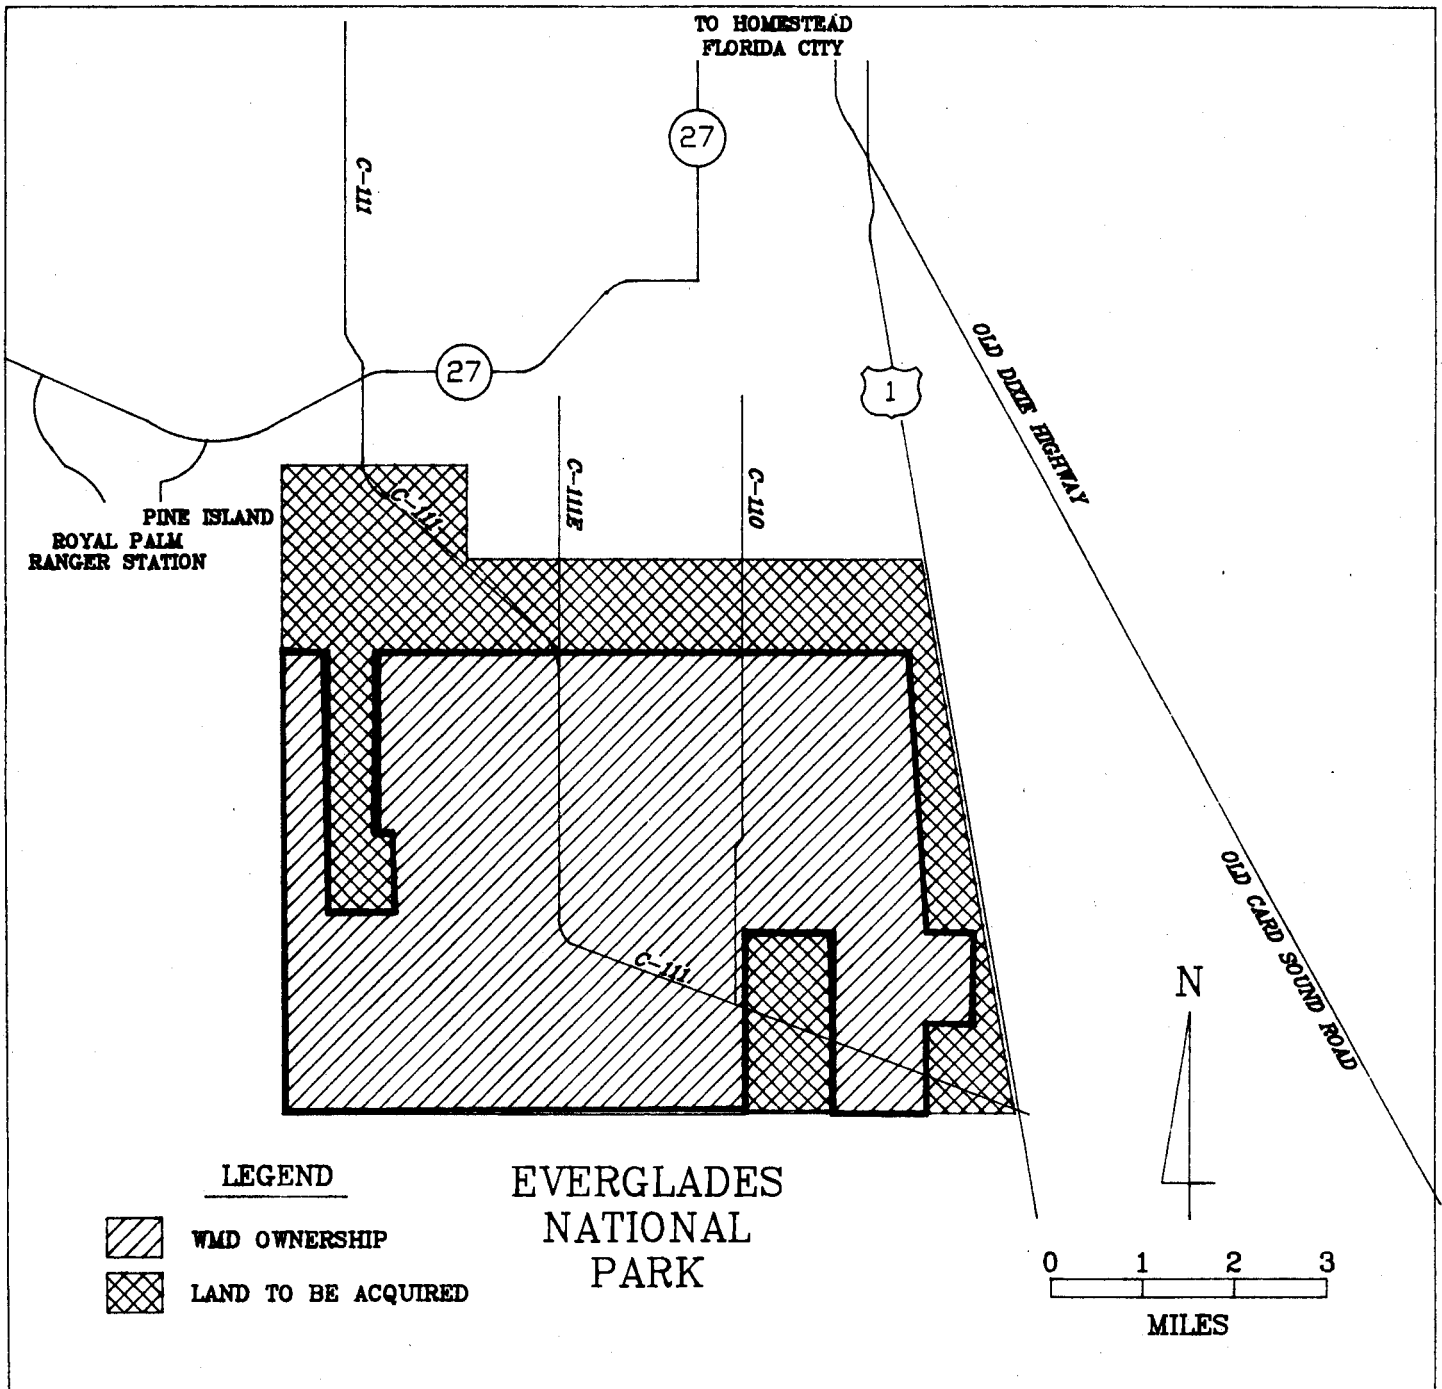 TO HOMESTEAD
FLORIDA CITY
27
C-111
27
1
OLD DIXIE HIGHWAY
C-111
C-111E
C-110
PINE ISLAND
ROYAL PALM
RANGER STATION
OLD CARD SOUND ROAD
C-111
N
LEGEND
WMD OWNERSHIP
LAND TO BE ACQUIRED
EVERGLADES
NATIONAL
PARK
0 1 2 3
MILES